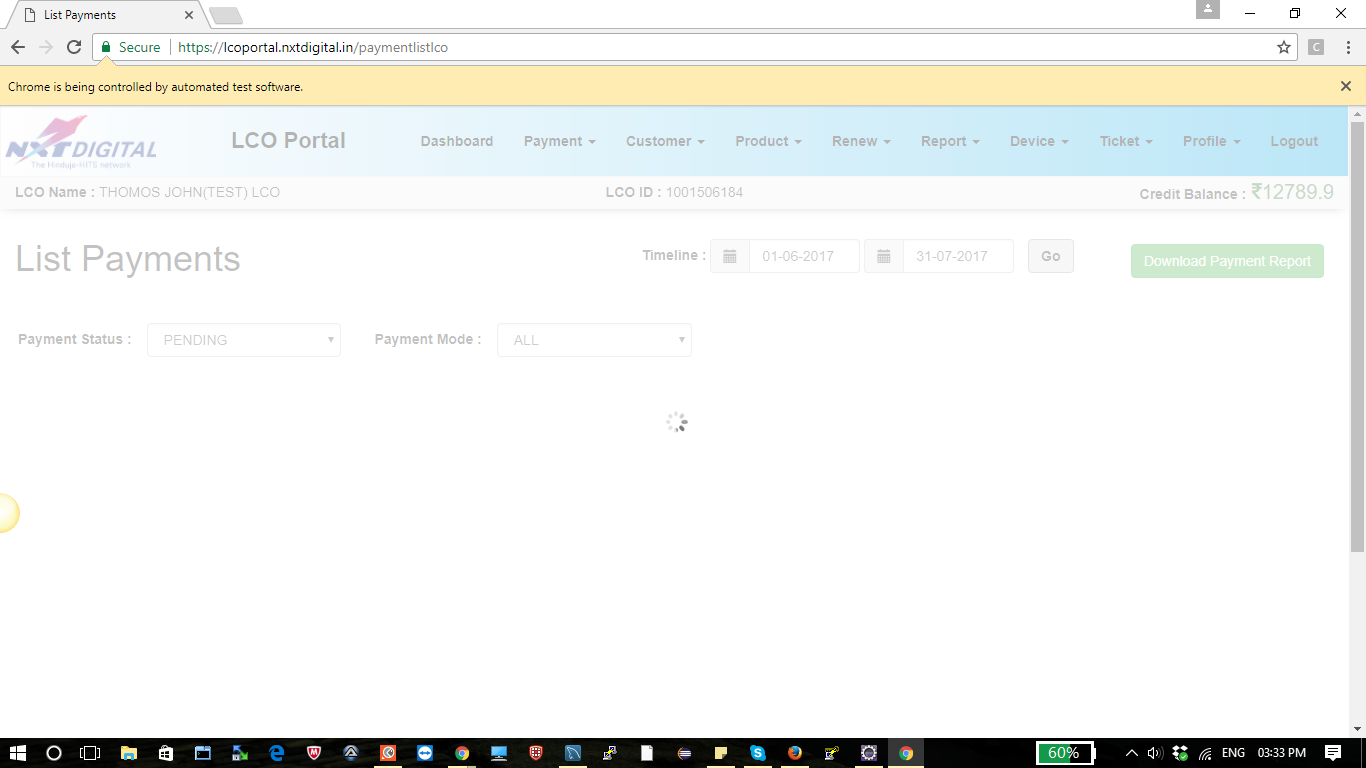 List Payments
Secure https://lcoportal.nxtdigital.in/paymentlistlco
C
Chrome is being controlled by automated test software.
NXTDIGITAL
The Hinduja-HITS network
LCO Portal Dashboard Payment Customer Product Renew Report Device Ticket Profile Logout
LCO Name : THOMOS JOHN(TEST) LCO LCO ID : 1001506184 Credit Balance : ₹12789.9
List Payments Timeline : 01-06-2017 31-07-2017 Go Download Payment Report
Payment Status : PENDING Payment Mode : ALL
60% ENG 03:33 PM